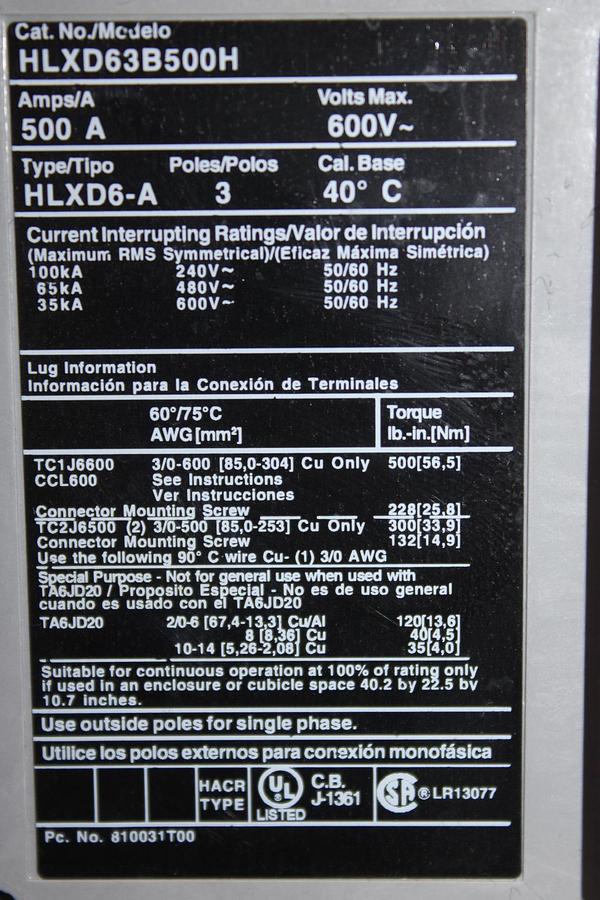 Cat. No./Modelo
HLXD63B500H
Amps/A Volts Max.
500 A 600V~
Type/Tipo Poles/Polos Cal. Base
HLXD6-A 3 40° C
Current Interrupting Ratings/Valor de Interrupción
(Maximum RMS Symmetrical)/(Eficaz Máxima Simétrica)
100kA 240V~ 50/60 Hz
65kA 480V~ 50/60 Hz
35kA 600V~ 50/60 Hz
Lug Information
Información para la Conexión de Terminales
60°/75°C Torque
AWG[mm²] lb.-in.[Nm]
TC1J6600 3/0-600 [85,0-304] Cu Only 500[56,5]
CCL600 See Instructions
Ver Instrucciones
Connector Mounting Screw 228[25,8]
TC2J6500 (2) 3/0-500 [85,0-253] Cu Only 300[33,9]
Connector Mounting Screw 132[14,9]
Use the following 90° C wire Cu- (1) 3/0 AWG
Special Purpose - Not for general use when used with
TA6JD20 / Proposito Especial - No es de uso general
cuando es usado con el TA6JD20
TA6JD20 2/0-6 [67,4-13,3] Cu/Al 120[13,6]
8 [8,36] Cu 40[4,5]
10-14 [5,26-2,08] Cu 35[4,0]
Suitable for continuous operation at 100% of rating only
if used in an enclosure or cubicle space 40.2 by 22.5 by
10.7 inches.
Use outside poles for single phase.
Utilice los polos externos para conexión monofásica
HACR
TYPE
UL ®
LISTED
C.B.
J-1361
SA ® LR13077
Pc. No. 810031T00